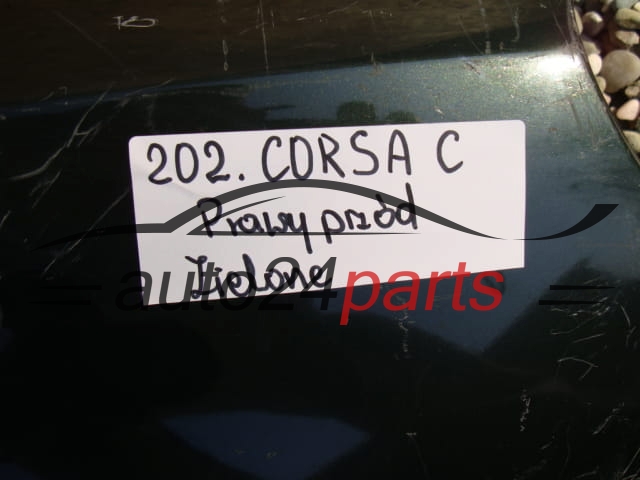 202. CORSA C
Prawy przód
Zielone
auto24parts